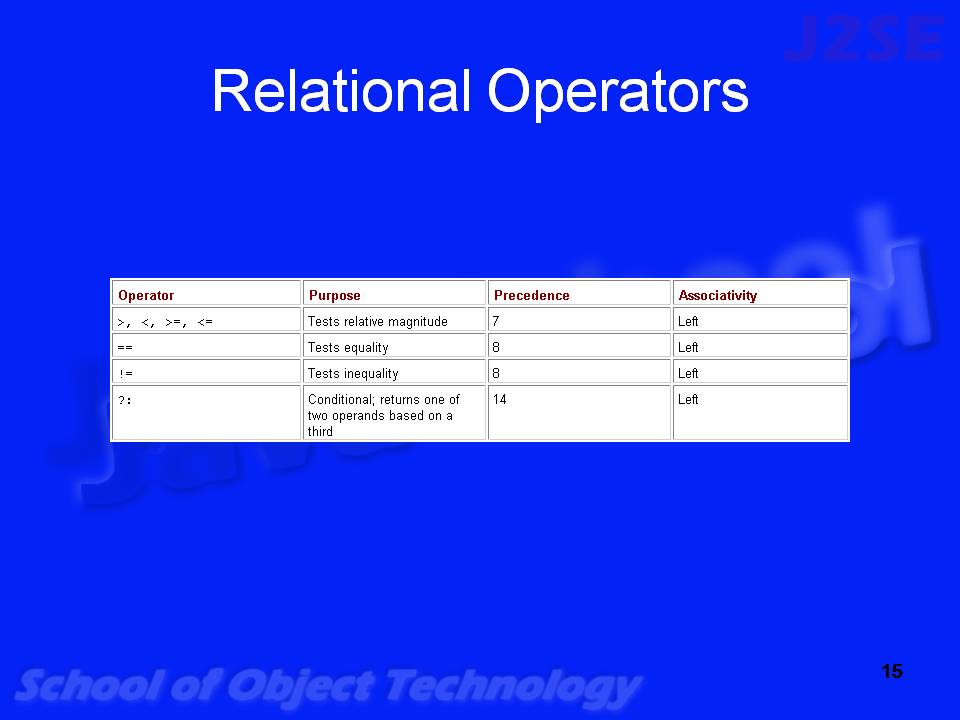 J2SE
Relational Operators
Operator Purpose Precedence Associativity
>, <, >=, <= Tests relative magnitude 7 Left
== Tests equality 8 Left
!= Tests inequality 8 Left
?: Conditional; returns one of 14 Left
two operands based on a
third
15
School of Object Technology